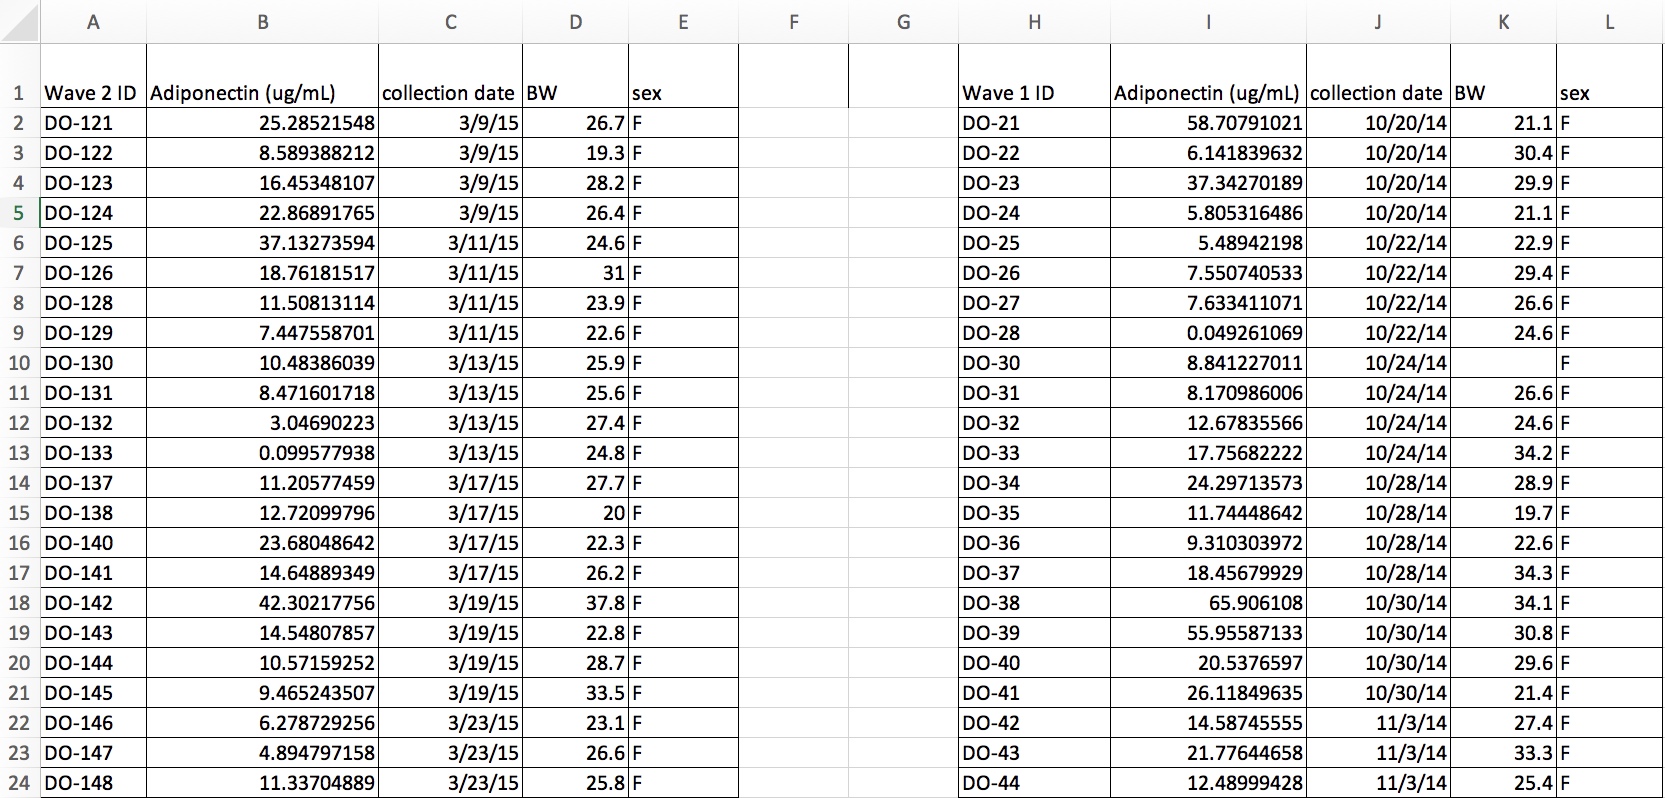 A B C D E F G H I J K L
1 Wave 2 ID Adiponectin (ug/mL) collection date BW sex Wave 1 ID Adiponectin (ug/mL) collection date BW sex
2 DO-121 25.28521548 3/9/15 26.7 F DO-21 58.70791021 10/20/14 21.1 F
3 DO-122 8.589388212 3/9/15 19.3 F DO-22 6.141839632 10/20/14 30.4 F
4 DO-123 16.45348107 3/9/15 28.2 F DO-23 37.34270189 10/20/14 29.9 F
5 DO-124 22.86891765 3/9/15 26.4 F DO-24 5.805316486 10/20/14 21.1 F
6 DO-125 37.13273594 3/11/15 24.6 F DO-25 5.48942198 10/22/14 22.9 F
7 DO-126 18.76181517 3/11/15 31 F DO-26 7.550740533 10/22/14 29.4 F
8 DO-128 11.50813114 3/11/15 23.9 F DO-27 7.633411071 10/22/14 26.6 F
9 DO-129 7.447558701 3/11/15 22.6 F DO-28 0.049261069 10/22/14 24.6 F
10 DO-130 10.48386039 3/13/15 25.9 F DO-30 8.841227011 10/24/14 F
11 DO-131 8.471601718 3/13/15 25.6 F DO-31 8.170986006 10/24/14 26.6 F
12 DO-132 3.04690223 3/13/15 27.4 F DO-32 12.67835566 10/24/14 24.6 F
13 DO-133 0.099577938 3/13/15 24.8 F DO-33 17.75682222 10/24/14 34.2 F
14 DO-137 11.20577459 3/17/15 27.7 F DO-34 24.29713573 10/28/14 28.9 F
15 DO-138 12.72099796 3/17/15 20 F DO-35 11.74448642 10/28/14 19.7 F
16 DO-140 23.68048642 3/17/15 22.3 F DO-36 9.310303972 10/28/14 22.6 F
17 DO-141 14.64889349 3/17/15 26.2 F DO-37 18.45679929 10/28/14 34.3 F
18 DO-142 42.30217756 3/19/15 37.8 F DO-38 65.906108 10/30/14 34.1 F
19 DO-143 14.54807857 3/19/15 22.8 F DO-39 55.95587133 10/30/14 30.8 F
20 DO-144 10.57159252 3/19/15 28.7 F DO-40 20.5376597 10/30/14 29.6 F
21 DO-145 9.465243507 3/19/15 33.5 F DO-41 26.11849635 10/30/14 21.4 F
22 DO-146 6.278729256 3/23/15 23.1 F DO-42 14.58745555 11/3/14 27.4 F
23 DO-147 4.894797158 3/23/15 26.6 F DO-43 21.77644658 11/3/14 33.3 F
24 DO-148 11.33704889 3/23/15 25.8 F DO-44 12.48999428 11/3/14 25.4 F